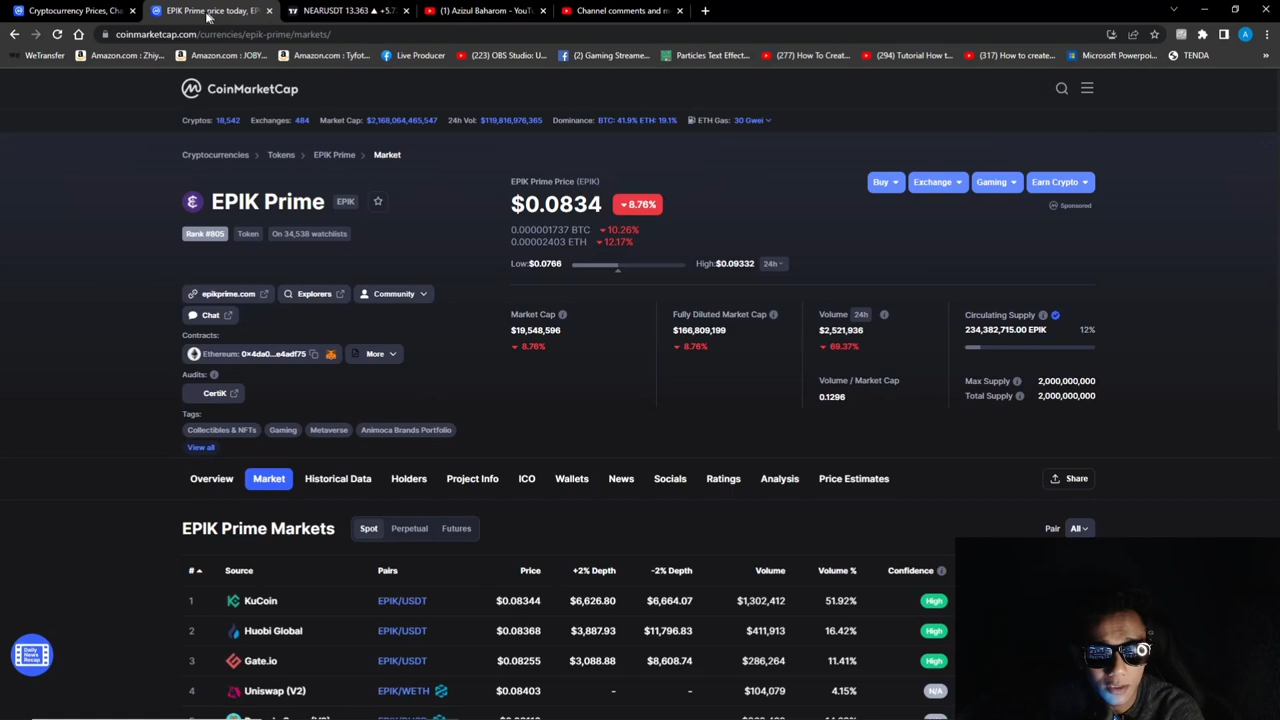 Cryptocurrency Prices, Cha
EPIK Prime price today, EP
NEARUSDT 13.363 ▲ +5.7
(1) Azizul Baharom - YouTu
Channel comments and m
coinmarketcap.com/currencies/epik-prime/markets/
WeTransfer
Amazon.com: Zhiy...
Amazon.com: JOBY...
Amazon.com: Tyfot...
Live Producer
(223) OBS Studio: U...
(2) Gaming Streame...
Particles Text Effect...
(277) How To Creat...
(294) Tutorial How t...
(317) How to create...
Microsoft Powerpoi...
TENDA
CoinMarketCap
Cryptos: 18,542 Exchanges: 484 Market Cap: $2,168,064,465,547 24h Vol: $119,816,976,365 Dominance: BTC: 41.9% ETH: 19.1% ETH Gas: 30 Gwei
Cryptocurrencies > Tokens > EPIK Prime > Market
EPIK Prime EPIK
Rank #805 Token On 34,538 watchlists
EPIK Prime Price (EPIK)
$0.0834 8.76%
0.000001737 BTC 10.26%
0.00002403 ETH 12.17%
Low:$0.0766 High:$0.09332 24h
Buy Exchange Gaming Earn Crypto
Sponsored
epikprime.com Explorers Community
Chat
Contracts:
Ethereum: 0x4da0...e4adf75 More
Audits:
CertiK
Tags:
Collectibles & NFTs Gaming Metaverse Animoca Brands Portfolio
View all
Market Cap
$19,548,596
8.76%
Fully Diluted Market Cap
$166,809,199
8.76%
Volume 24h
$2,521,936
69.37%
Volume / Market Cap
0.1296
Circulating Supply
234,382,715.00 EPIK 12%
Max Supply 2,000,000,000
Total Supply 2,000,000,000
Overview Market Historical Data Holders Project Info ICO Wallets News Socials Ratings Analysis Price Estimates Share
EPIK Prime Markets Spot Perpetual Futures Pair All
# Source Pairs Price +2% Depth -2% Depth Volume Volume % Confidence
1 KuCoin EPIK/USDT $0.08344 $6,626.80 $6,664.07 $1,302,412 51.92% High
2 Huobi Global EPIK/USDT $0.08368 $3,887.93 $11,796.83 $411,913 16.42% High
3 Gate.io EPIK/USDT $0.08255 $3,088.88 $8,608.74 $286,264 11.41% High
4 Uniswap (V2) EPIK/WETH $0.08403 - - $104,079 4.15% N/A
Daily
News
Recap